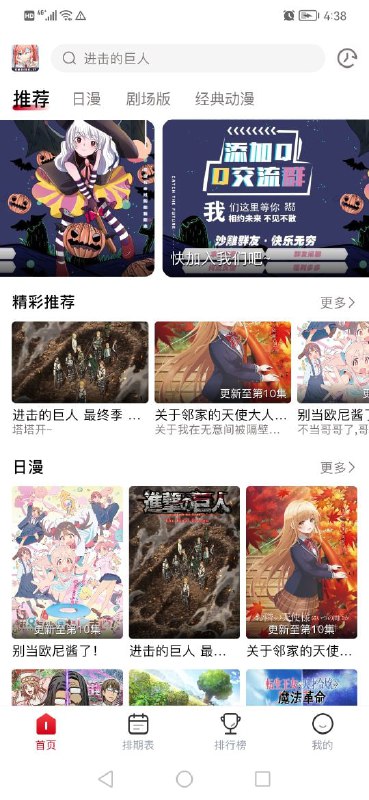 4:38
进击的巨人
推荐 日漫 剧场版 经典动漫
CATCH THE FUTURE
添加Q
Q交流群
我们这里等你
相约未来 不见不散
沙雕群友·快乐无穷
快加入我们吧~
精彩推荐 更多
更新至第10集
进击的巨人 最终季 ... 关于邻家的天使大人... 别当欧尼酱了
塔塔开~ 关于我在无意间被隔壁... 不当哥哥了,
日漫 更多
進撃の巨人
更新至第10集 更新至第10集
别当欧尼酱了! 进击的巨人 最... 关于邻家的天使...
転生王女
魔法革命
首页 排期表 排行榜 我的